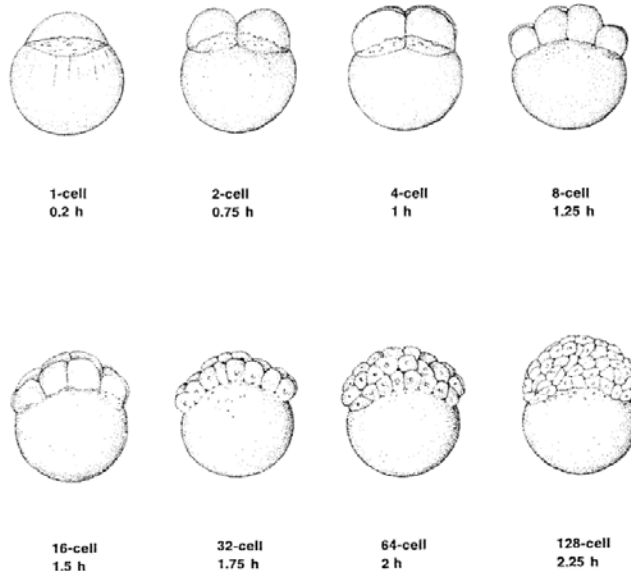 1-cell
0.2 h
2-cell
0.75 h
4-cell
1 h
8-cell
1.25 h
16-cell
1.5 h
32-cell
1.75 h
64-cell
2 h
128-cell
2.25 h